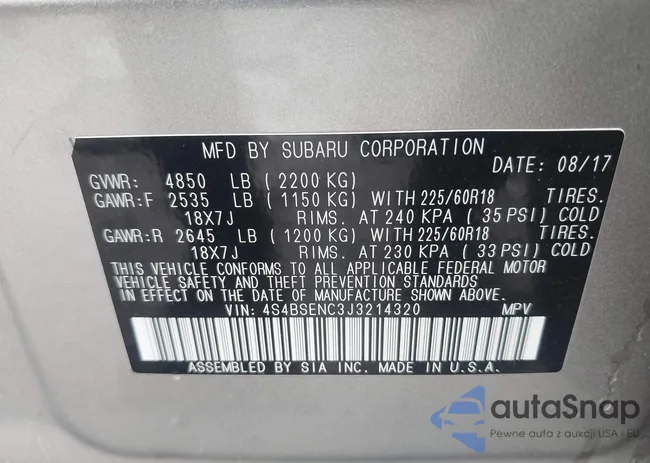 MFD BY SUBARU CORPORATION
DATE: 08/17
GVWR: 4850 LB (2200 KG)
GAWR:F 2535 LB (1150 KG) WITH 225/60R18 TIRES.
18X7J RIMS. AT 240 KPA (35 PSI) COLD
GAWR:R 2645 LB (1200 KG) WITH 225/60R18 TIRES.
18X7J RIMS. AT 230 KPA (33 PSI) COLD
THIS VEHICLE CONFORMS TO ALL APPLICABLE FEDERAL MOTOR
VEHICLE SAFETY AND THEFT PREVENTION STANDARDS IN
EFFECT ON THE DATE OF MANUFACTURE SHOWN ABOVE.
VIN: 4S4BSENC3J3214320 MPV
ASSEMBLED BY SIA INC. MADE IN U.S.A.
autaSnap
Pewne auta z aukcji USA i EU